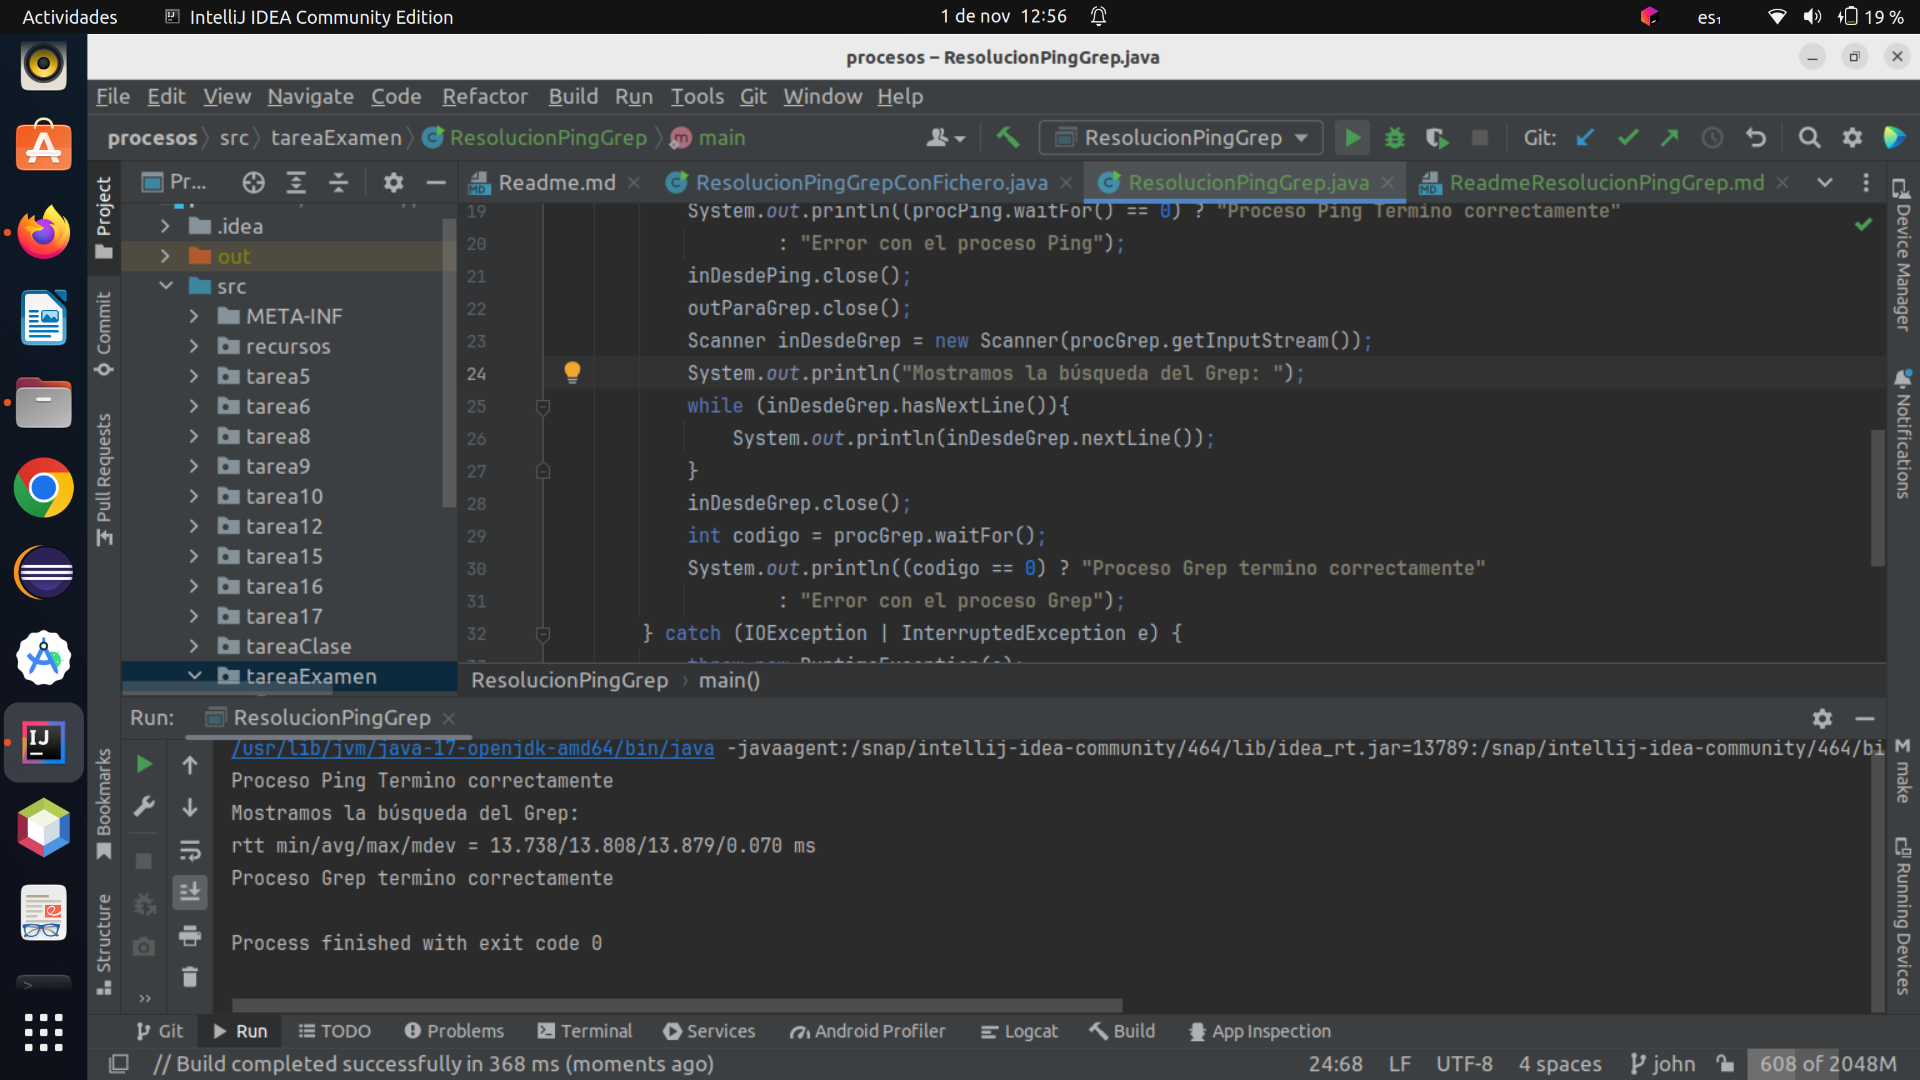 Actividades
IntelliJ IDEA Community Edition
1 de nov 12:56
es₁
19 %
procesos – ResolucionPingGrep.java
File Edit View Navigate Code Refactor Build Run Tools Git Window Help
procesos src tareaExamen ResolucionPingGrep main
ResolucionPingGrep
Git:
Project
Commit
Pull Requests
Bookmarks
Structure
Pr...
.idea
out
src
META-INF
recursos
tarea5
tarea6
tarea8
tarea9
tarea10
tarea12
tarea15
tarea16
tarea17
tareaClase
tareaExamen
Readme.md
ResolucionPingGrepConFichero.java
ResolucionPingGrep.java
ReadmeResolucionPingGrep.md
19 System.out.println((procPing.waitFor() == 0) ? "Proceso Ping Termino correctamente"
20 : "Error con el proceso Ping");
21 inDesdePing.close();
22 outParaGrep.close();
23 Scanner inDesdeGrep = new Scanner(procGrep.getInputStream());
24 System.out.println("Mostramos la búsqueda del Grep: ");
25 while (inDesdeGrep.hasNextLine()){
26 System.out.println(inDesdeGrep.nextLine());
27 }
28 inDesdeGrep.close();
29 int codigo = procGrep.waitFor();
30 System.out.println((codigo == 0) ? "Proceso Grep termino correctamente"
31 : "Error con el proceso Grep");
32 } catch (IOException | InterruptedException e) {
ResolucionPingGrep main()
Device Manager
Notifications
make
Running Devices
Run: ResolucionPingGrep
/usr/lib/jvm/java-17-openjdk-amd64/bin/java -javaagent:/snap/intellij-idea-community/464/lib/idea_rt.jar=13789:/snap/intellij-idea-community/464/bi
Proceso Ping Termino correctamente
Mostramos la búsqueda del Grep:
rtt min/avg/max/mdev = 13.738/13.808/13.879/0.070 ms
Proceso Grep termino correctamente
Process finished with exit code 0
Git Run TODO Problems Terminal Services Android Profiler Logcat Build App Inspection
// Build completed successfully in 368 ms (moments ago)
24:68 LF UTF-8 4 spaces john 608 of 2048M